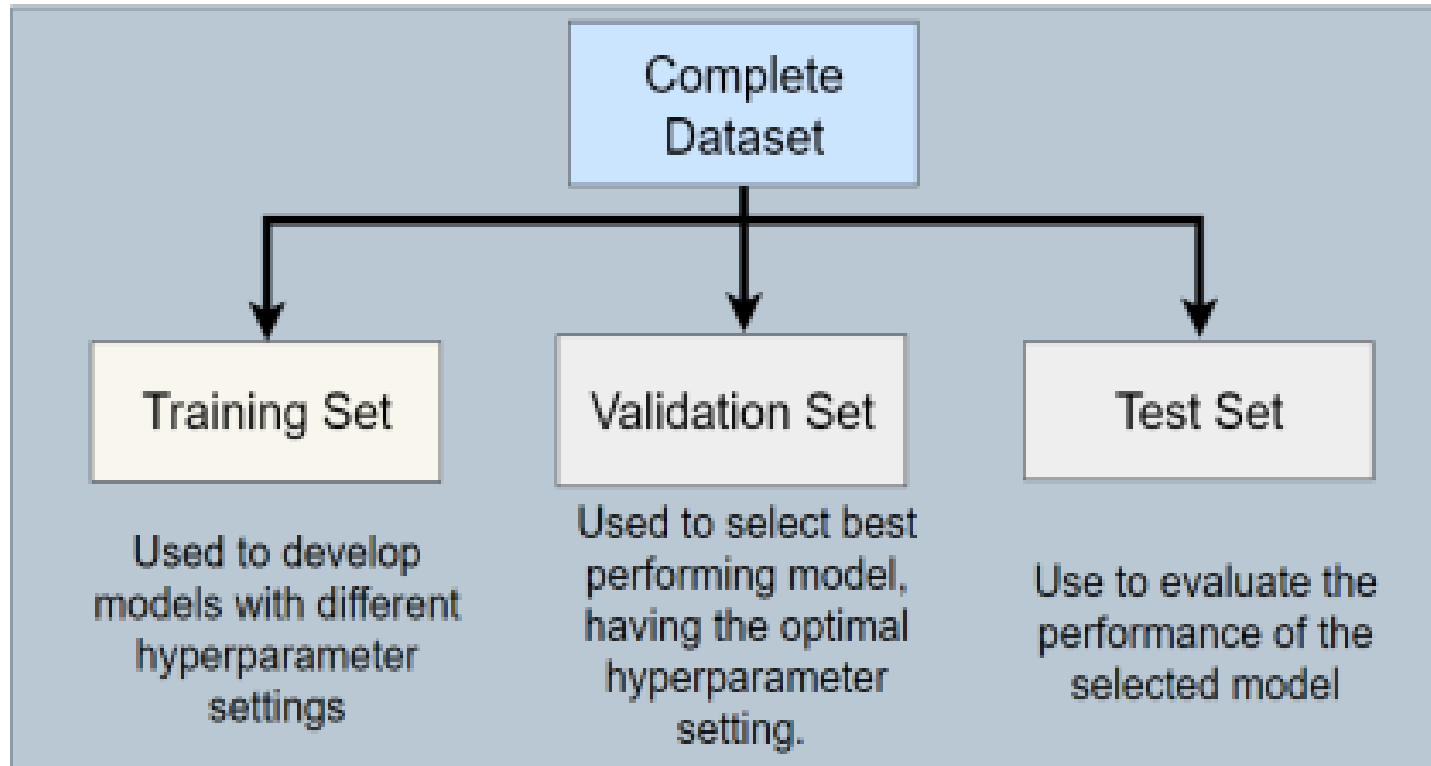 Complete
Dataset
Training Set
Validation Set
Test Set
Used to develop
models with different
hyperparameter
settings
Used to select best
performing model,
having the optimal
hyperparameter
setting.
Use to evaluate the
performance of the
selected model